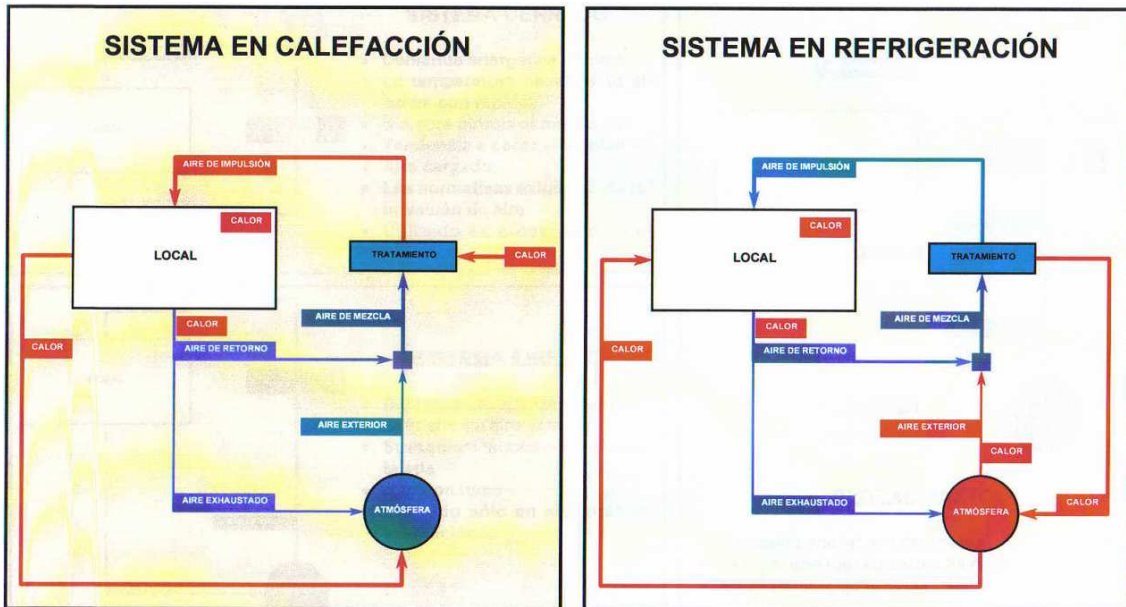 SISTEMA EN CALEFACCIÓN
AIRE DE IMPULSIÓN
CALOR
LOCAL
TRATAMIENTO
CALOR
AIRE DE MEZCLA
CALOR
CALOR
AIRE DE RETORNO
AIRE EXTERIOR
AIRE EXHAUSTADO
ATMÓSFERA
SISTEMA EN REFRIGERACIÓN
AIRE DE IMPULSIÓN
CALOR
LOCAL
TRATAMIENTO
AIRE DE MEZCLA
CALOR
CALOR
AIRE DE RETORNO
AIRE EXTERIOR
CALOR
AIRE EXHAUSTADO
ATMÓSFERA
CALOR